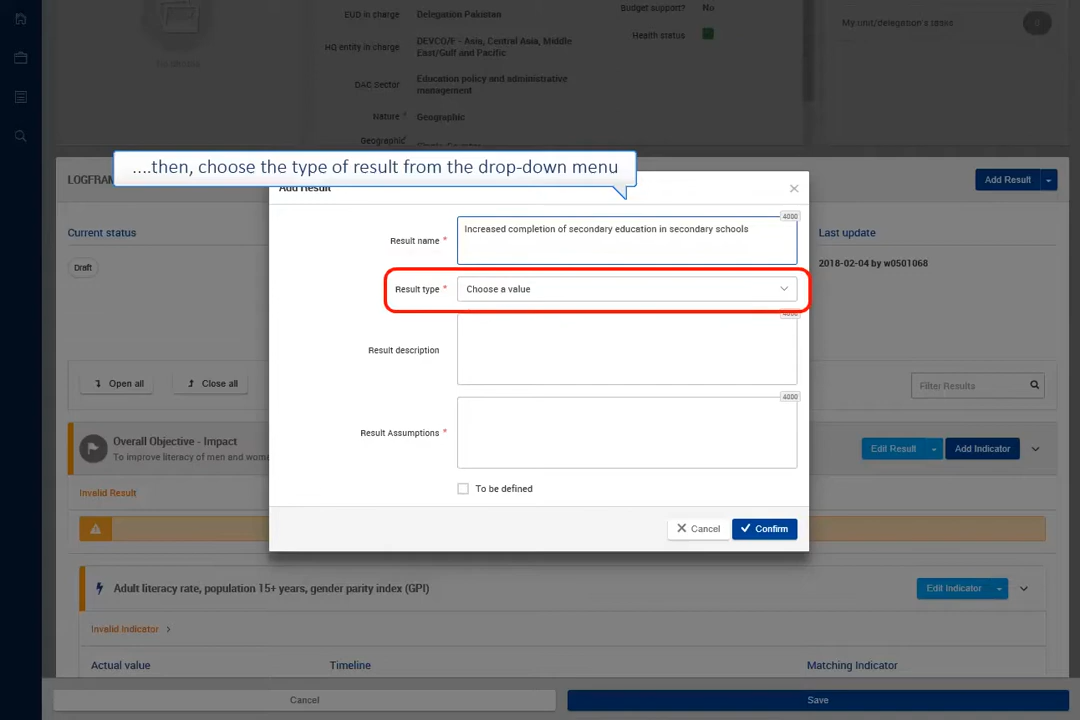 EUD in charge
Delegation Pakistan
Budget support?
No
My unit/delegation's tasks
HQ entity in charge
DEVCO/F - Asia, Central Asia, Middle
East/Gulf and Pacific
Health status
DAC Sector
Education policy and administrative
management
Nature *
Geographic
Geographic
....then, choose the type of result from the drop-down menu
LOGFRAM
Add Result
Add Result
Current status
Last update
Draft
2018-02-04 by w0501068
4000
Result name *
Increased completion of secondary education in secondary schools
Result type *
Choose a value
4000
Result description
Open all
Close all
Filter Results
4000
Result Assumptions *
Overall Objective - Impact
To improve literacy of men and wom
Edit Result
Add Indicator
Invalid Result
To be defined
Cancel
Confirm
Adult literacy rate, population 15+ years, gender parity index (GPI)
Edit Indicator
Invalid Indicator
Actual value
Timeline
Matching Indicator
Cancel
Save